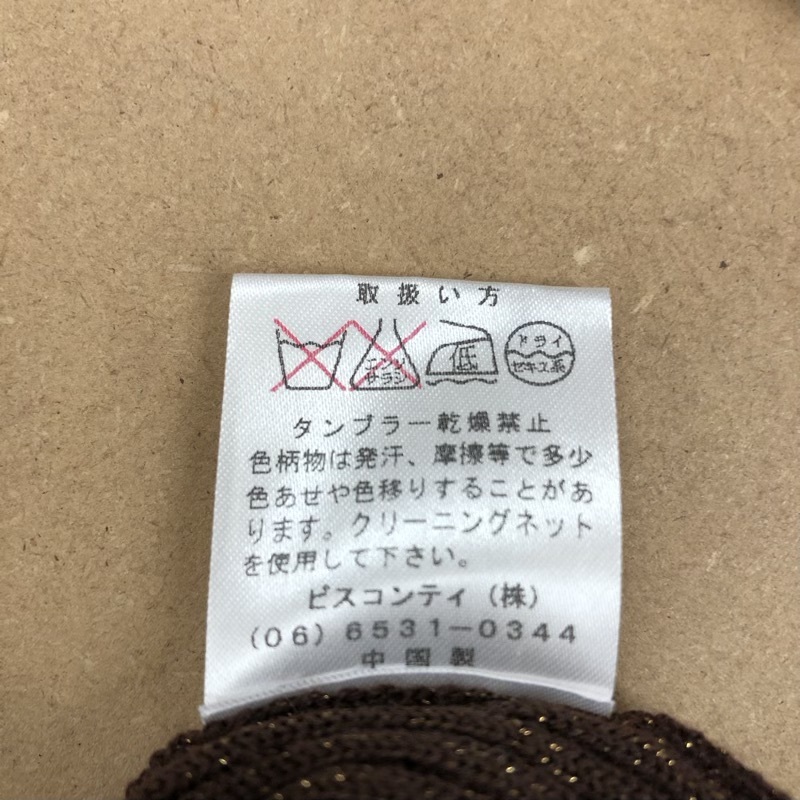 取扱い方
エンソ
サラシ
低
ドライ
セキユ系
タンブラー乾燥禁止
色柄物は発汗、摩擦等で多少
色あせや色移りすることがあ
ります。クリーニングネット
を使用して下さい。
ビスコンティ（株）
（06）6531−0344
中国製